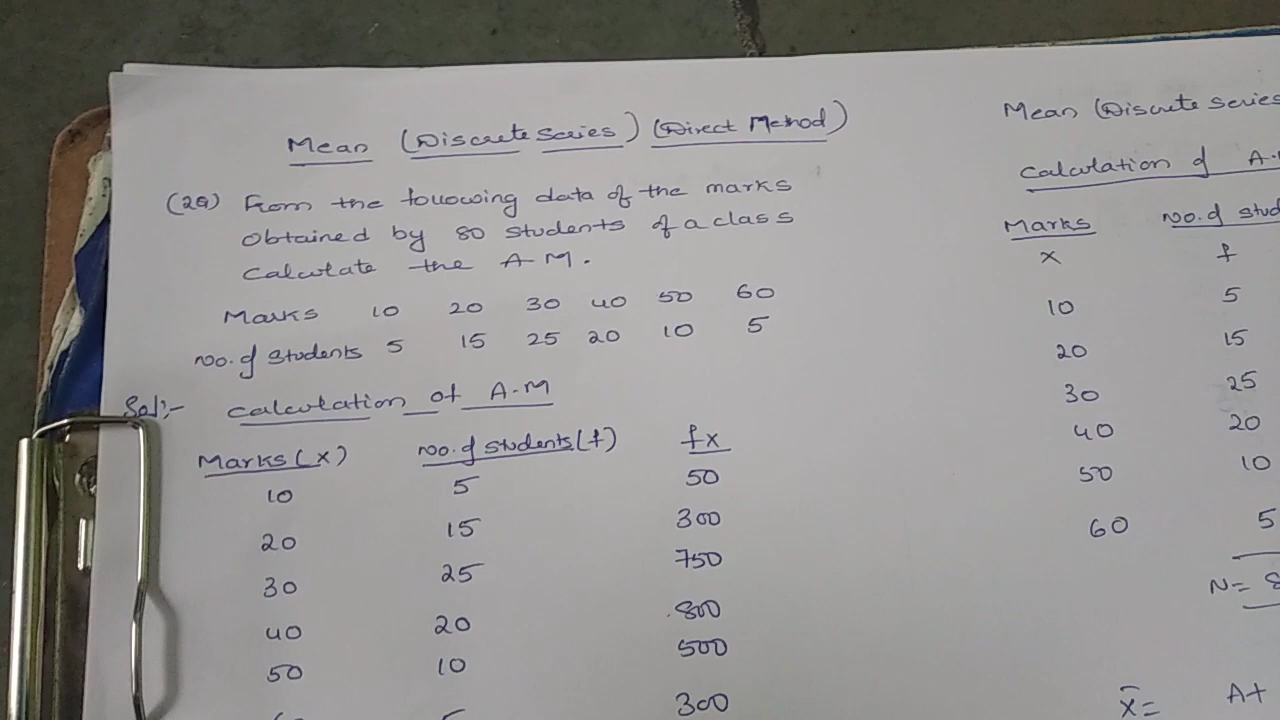 Mean (Discrete Series) (Direct Method)
(2Q) From the following data of the marks
obtained by 80 students of a class
Calculate the A-M.
Marks 10 20 30 40 50 60
No. of Students 5 15 25 20 10 5
Sol:- Calculation of A-M
Marks (x) No. of Students (f) fx
10 5 50
20 15 300
30 25 750
40 20 800
50 10 500
300
Mean (Discrete Series
Calculation of A-
Marks No. of Stud
x f
10 5
20 15
30 25
40 20
50 10
60 5
N= 8
x̄= A+